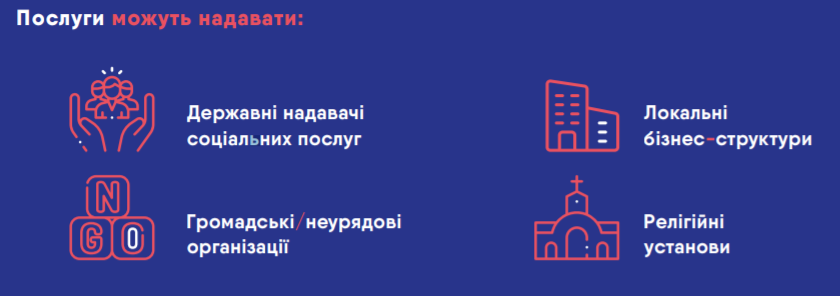 Послуги можуть надавати:
Державні надавачі
соціальних послуг
Локальні
бізнес-структури
NGO
Громадські/неурядові
організації
Релігійні
установи